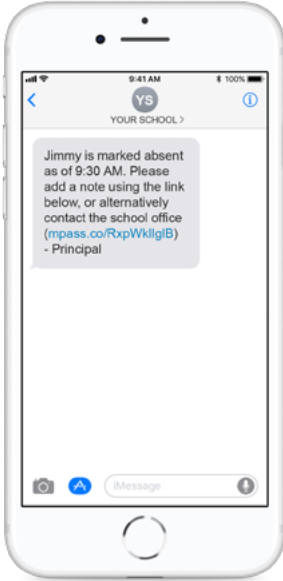 9:41 AM
100%
YS
YOUR SCHOOL >
Jimmy is marked absent
as of 9:30 AM. Please
add a note using the link
below, or alternatively
contact the school office
(mpass.co/RxpWkIlglB)
- Principal
iMessage